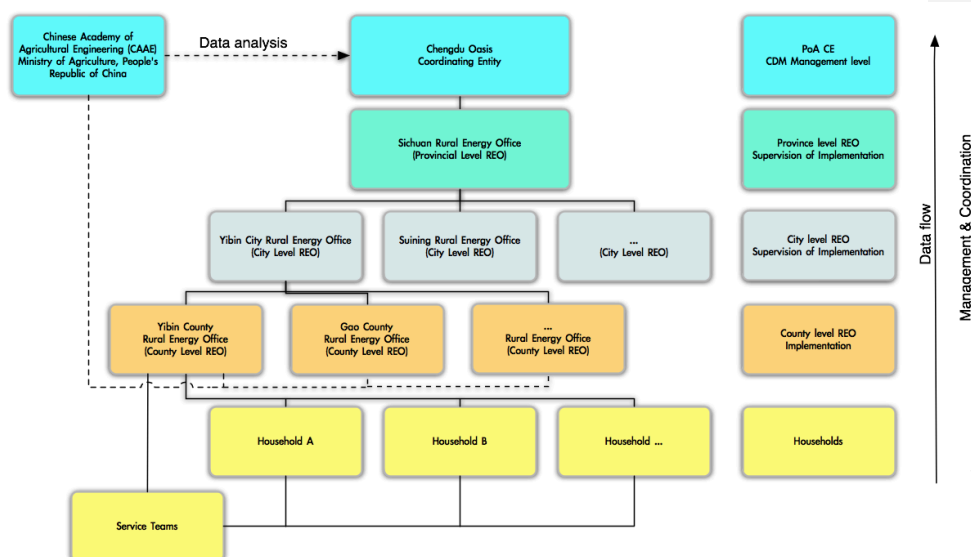 Chinese Academy of
Agricultural Engineering (CAAE)
Ministry of Agriculture, People's
Republic of China
Data analysis
Chengdu Oasis
Coordinating Entity
PoA CE
CDM Management level
Sichuan Rural Energy Office
(Provincial Level REO)
Province level REO
Supervision of Implementation
Yibin City Rural Energy Office
(City Level REO)
Suining Rural Energy Office
(City Level REO)
...
(City Level REO)
City level REO
Supervision of Implementation
Yibin County
Rural Energy Office
(County Level REO)
Gao County
Rural Energy Office
(County Level REO)
...
Rural Energy Office
(County Level REO)
County level REO
Implementation
Household A
Household B
Household ...
Households
Service Teams
Data flow
Manacement & Coordination